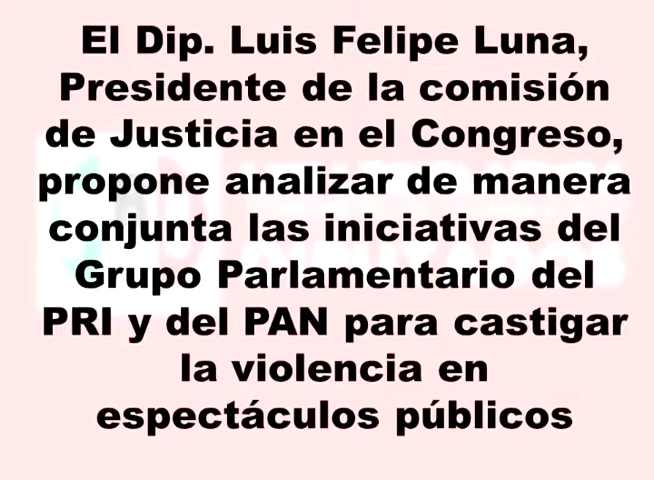 El Dip. Luis Felipe Luna,
Presidente de la comisión
de Justicia en el Congreso,
propone analizar de manera
conjunta las iniciativas del
Grupo Parlamentario del
PRI y del PAN para castigar
la violencia en
espectáculos públicos